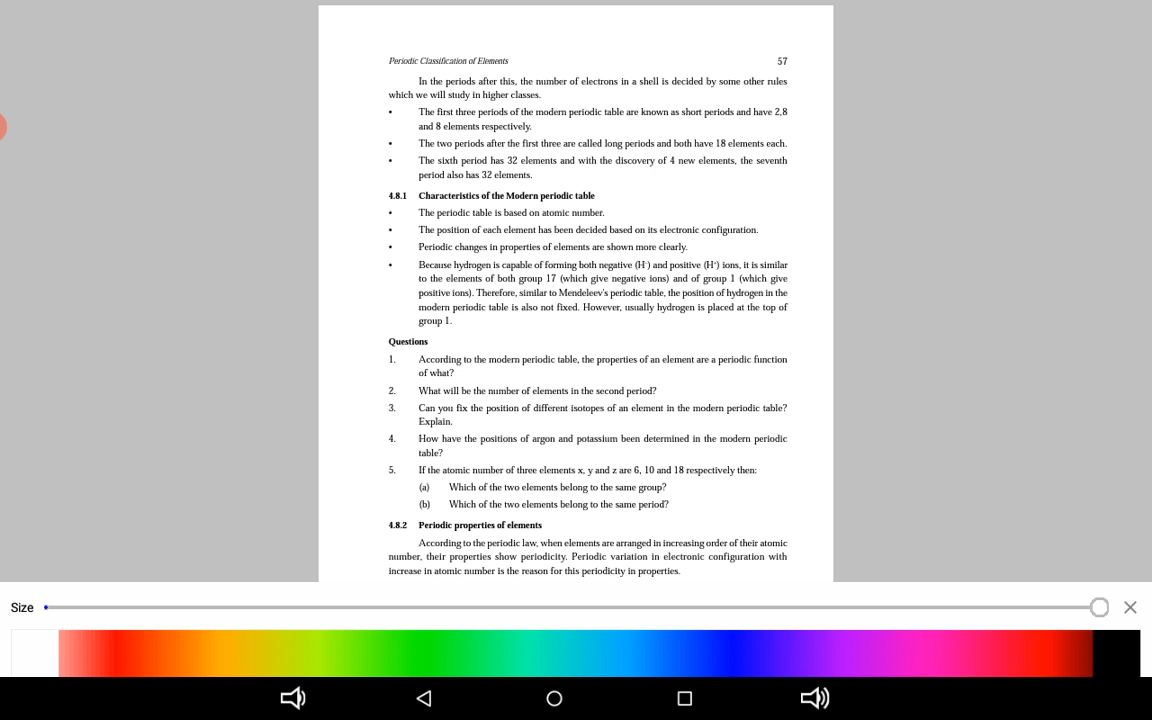 Periodic Classification of Elements 57
In the periods after this, the number of electrons in a shell is decided by some other rules
which we will study in higher classes.
• The first three periods of the modern periodic table are known as short periods and have 2,8
and 8 elements respectively.
• The two periods after the first three are called long periods and both have 18 elements each.
• The sixth period has 32 elements and with the discovery of 4 new elements, the seventh
period also has 32 elements.
4.8.1 Characteristics of the Modern periodic table
• The periodic table is based on atomic number.
• The position of each element has been decided based on its electronic configuration.
• Periodic changes in properties of elements are shown more clearly.
• Because hydrogen is capable of forming both negative (H⁻) and positive (H⁺) ions, it is similar
to the elements of both group 17 (which give negative ions) and of group 1 (which give
positive ions). Therefore, similar to Mendeleev's periodic table, the position of hydrogen in the
modern periodic table is also not fixed. However, usually hydrogen is placed at the top of
group 1.
Questions
1. According to the modern periodic table, the properties of an element are a periodic function
of what?
2. What will be the number of elements in the second period?
3. Can you fix the position of different isotopes of an element in the modern periodic table?
Explain.
4. How have the positions of argon and potassium been determined in the modern periodic
table?
5. If the atomic number of three elements x, y and z are 6, 10 and 18 respectively then:
(a) Which of the two elements belong to the same group?
(b) Which of the two elements belong to the same period?
4.8.2 Periodic properties of elements
According to the periodic law, when elements are arranged in increasing order of their atomic
number, their properties show periodicity. Periodic variation in electronic configuration with
increase in atomic number is the reason for this periodicity in properties.
Size